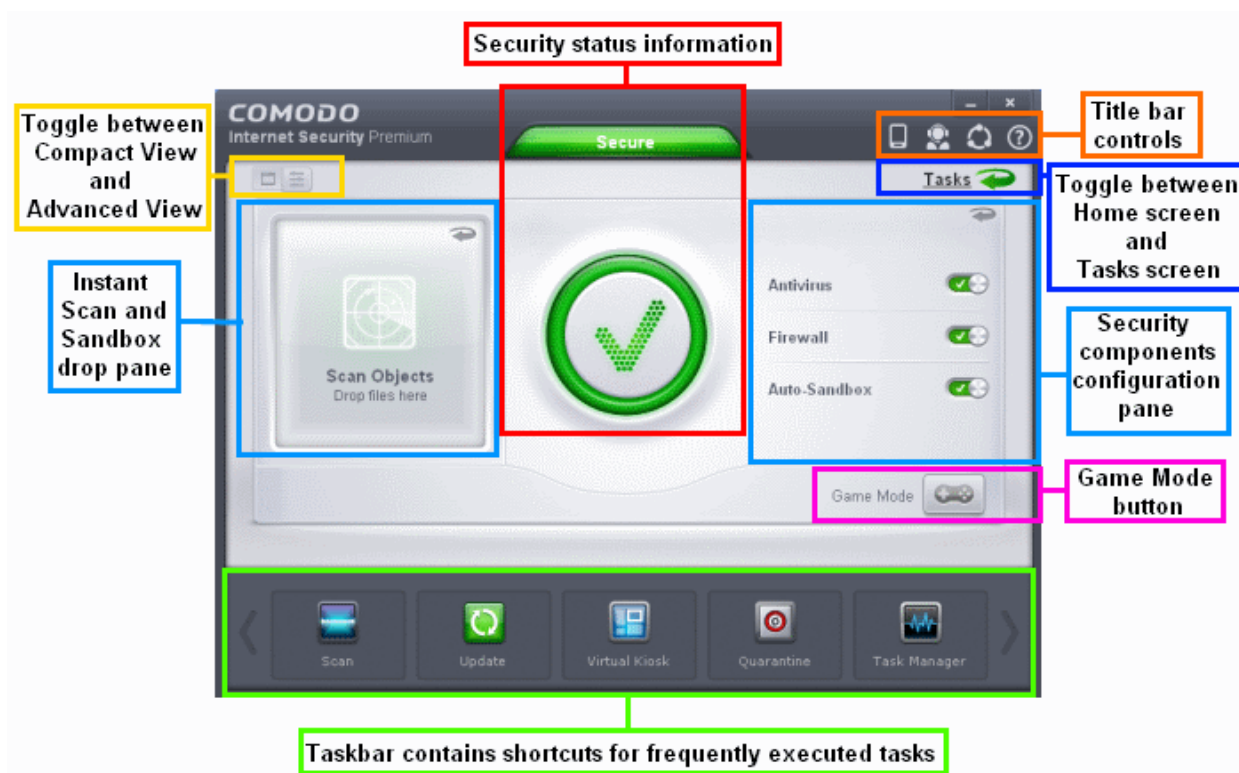 Security status information
COMODO
Internet Security Premium
Secure
Toggle between
Compact View
and
Advanced View
Title bar
controls
Tasks
Toggle between
Home screen
and
Tasks screen
Instant
Scan and
Sandbox
drop pane
Scan Objects
Drop files here
Antivirus
Firewall
Auto-Sandbox
Security
components
configuration
pane
Game Mode
Game Mode
button
Scan
Update
Virtual Kiosk
Quarantine
Task Manager
Taskbar contains shortcuts for frequently executed tasks